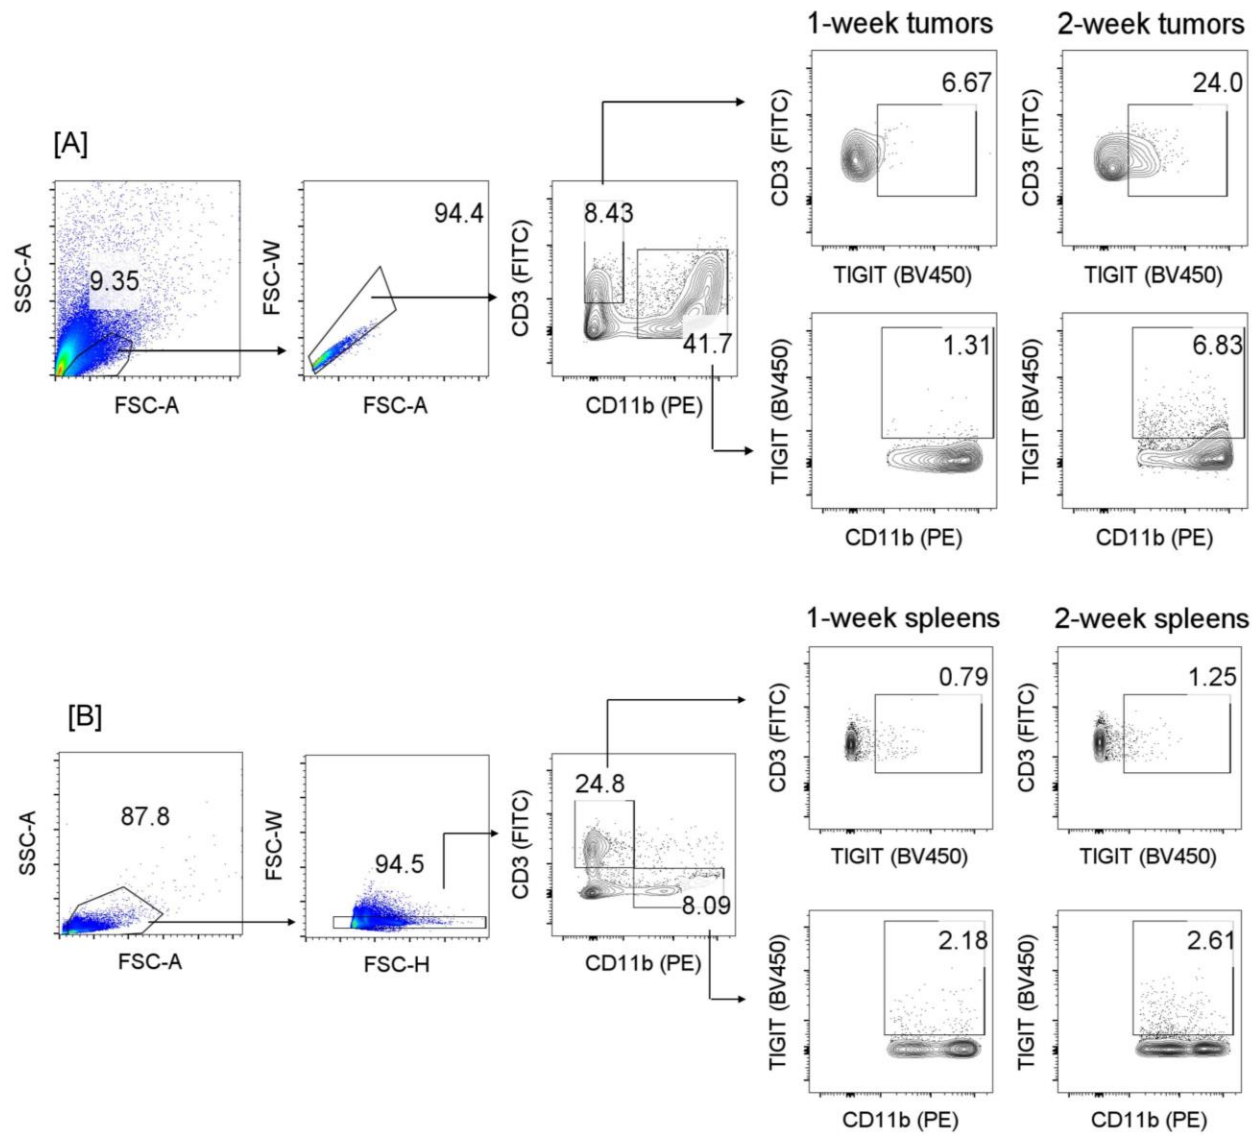 1-week tumors
2-week tumors
6.67
24.0
CD3 (FITC)
CD3 (FITC)
TIGIT (BV450)
TIGIT (BV450)
[A]
9.35
94.4
8.43
41.7
SSC-A
FSC-W
CD3 (FITC)
FSC-A
FSC-A
CD11b (PE)
1.31
6.83
TIGIT (BV450)
TIGIT (BV450)
CD11b (PE)
CD11b (PE)
1-week spleens
2-week spleens
0.79
1.25
CD3 (FITC)
CD3 (FITC)
TIGIT (BV450)
TIGIT (BV450)
[B]
87.8
94.5
24.8
8.09
SSC-A
FSC-W
CD3 (FITC)
FSC-A
FSC-H
CD11b (PE)
2.18
2.61
TIGIT (BV450)
TIGIT (BV450)
CD11b (PE)
CD11b (PE)